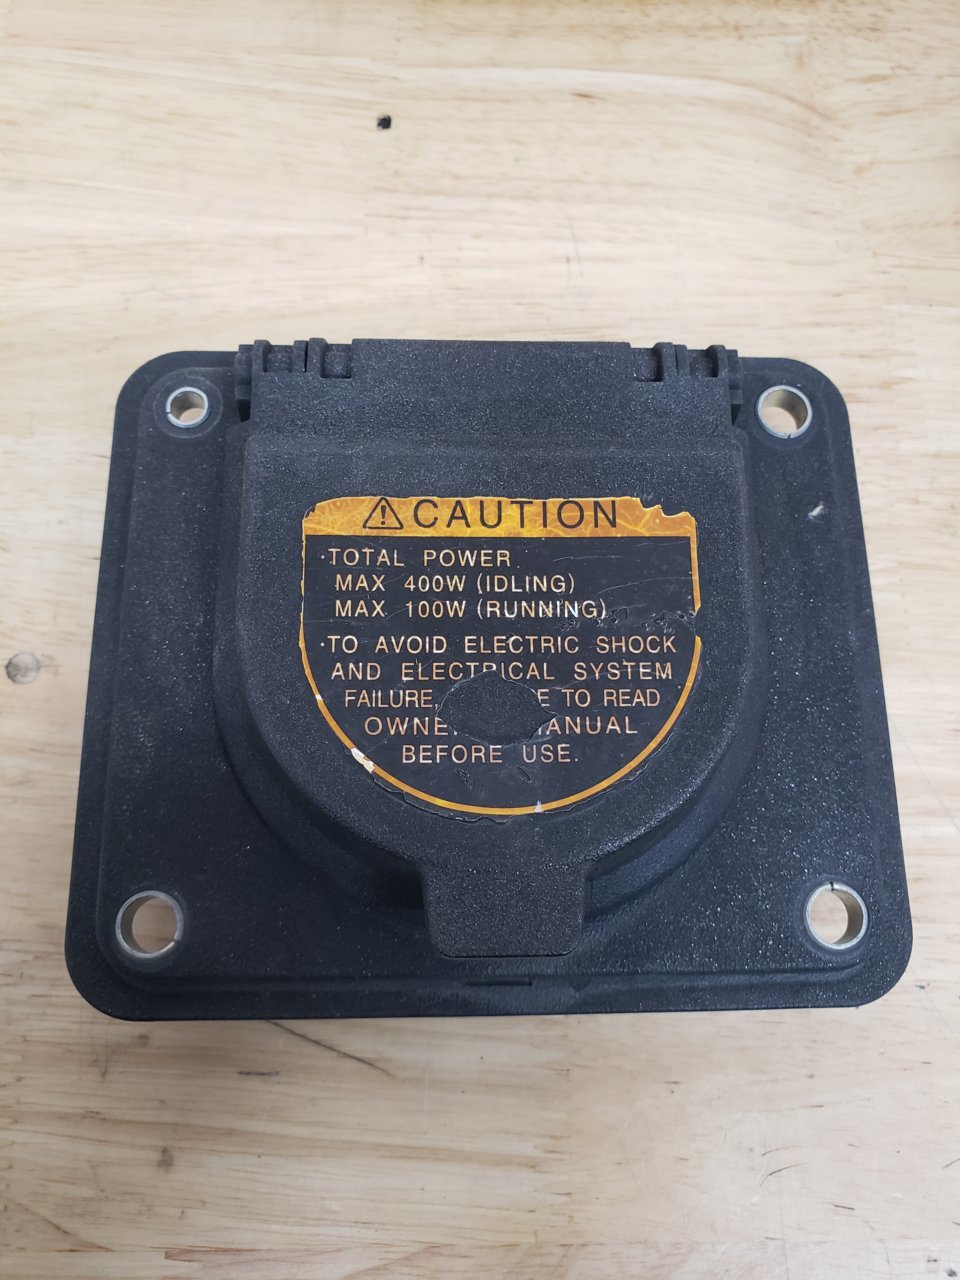 CAUTION
·TOTAL POWER
MAX 400W (IDLING)
MAX 100W (RUNNING)
·TO AVOID ELECTRIC SHOCK
AND ELECTRICAL SYSTEM
FAILURE, TO READ
BEFORE USE.